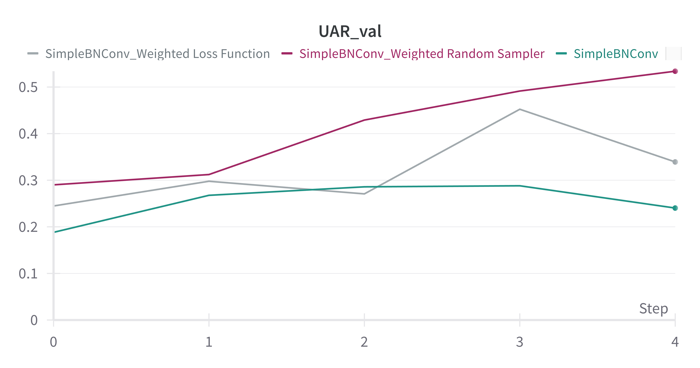 UAR_val
SimpleBNConv_Weighted Loss Function SimpleBNConv_Weighted Random Sampler SimpleBNConv
0.5
0.4
0.3
0.2
0.1
0
Step
0 1 2 3 4